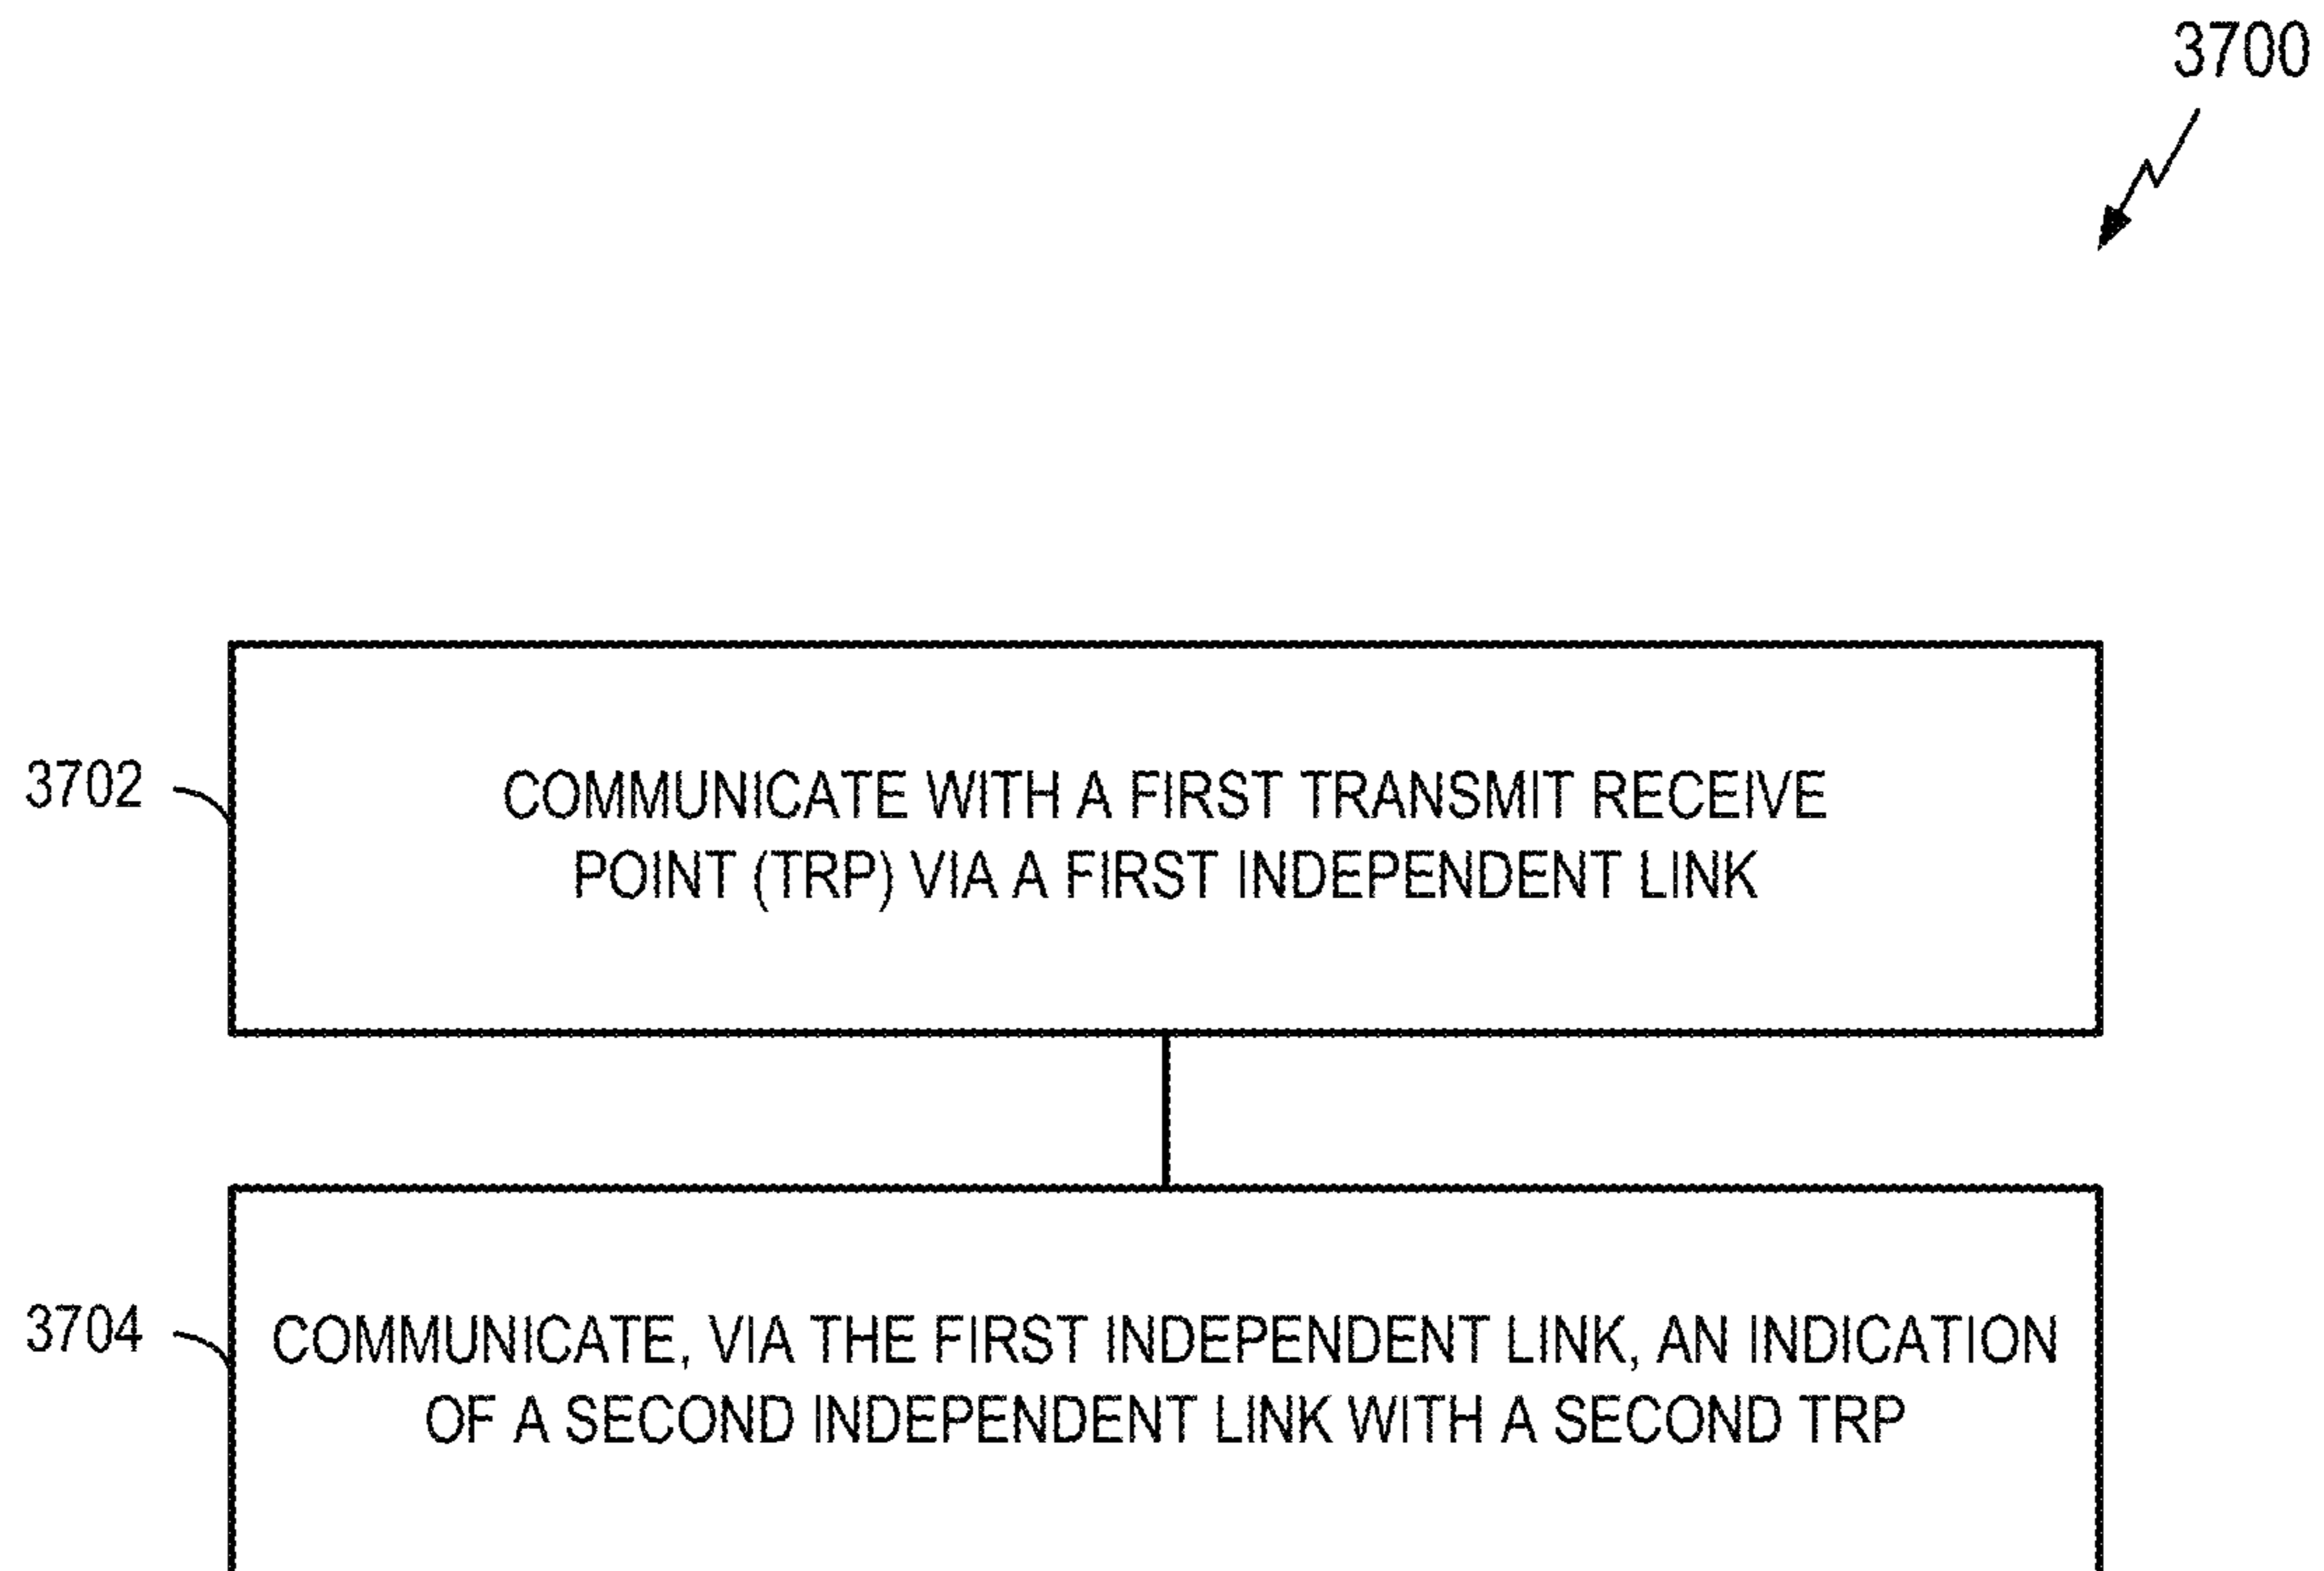 3700
3702
COMMUNICATE WITH A FIRST TRANSMIT RECEIVE
POINT (TRP) VIA A FIRST INDEPENDENT LINK
3704
COMMUNICATE, VIA THE FIRST INDEPENDENT LINK, AN INDICATION
OF A SECOND INDEPENDENT LINK WITH A SECOND TRP